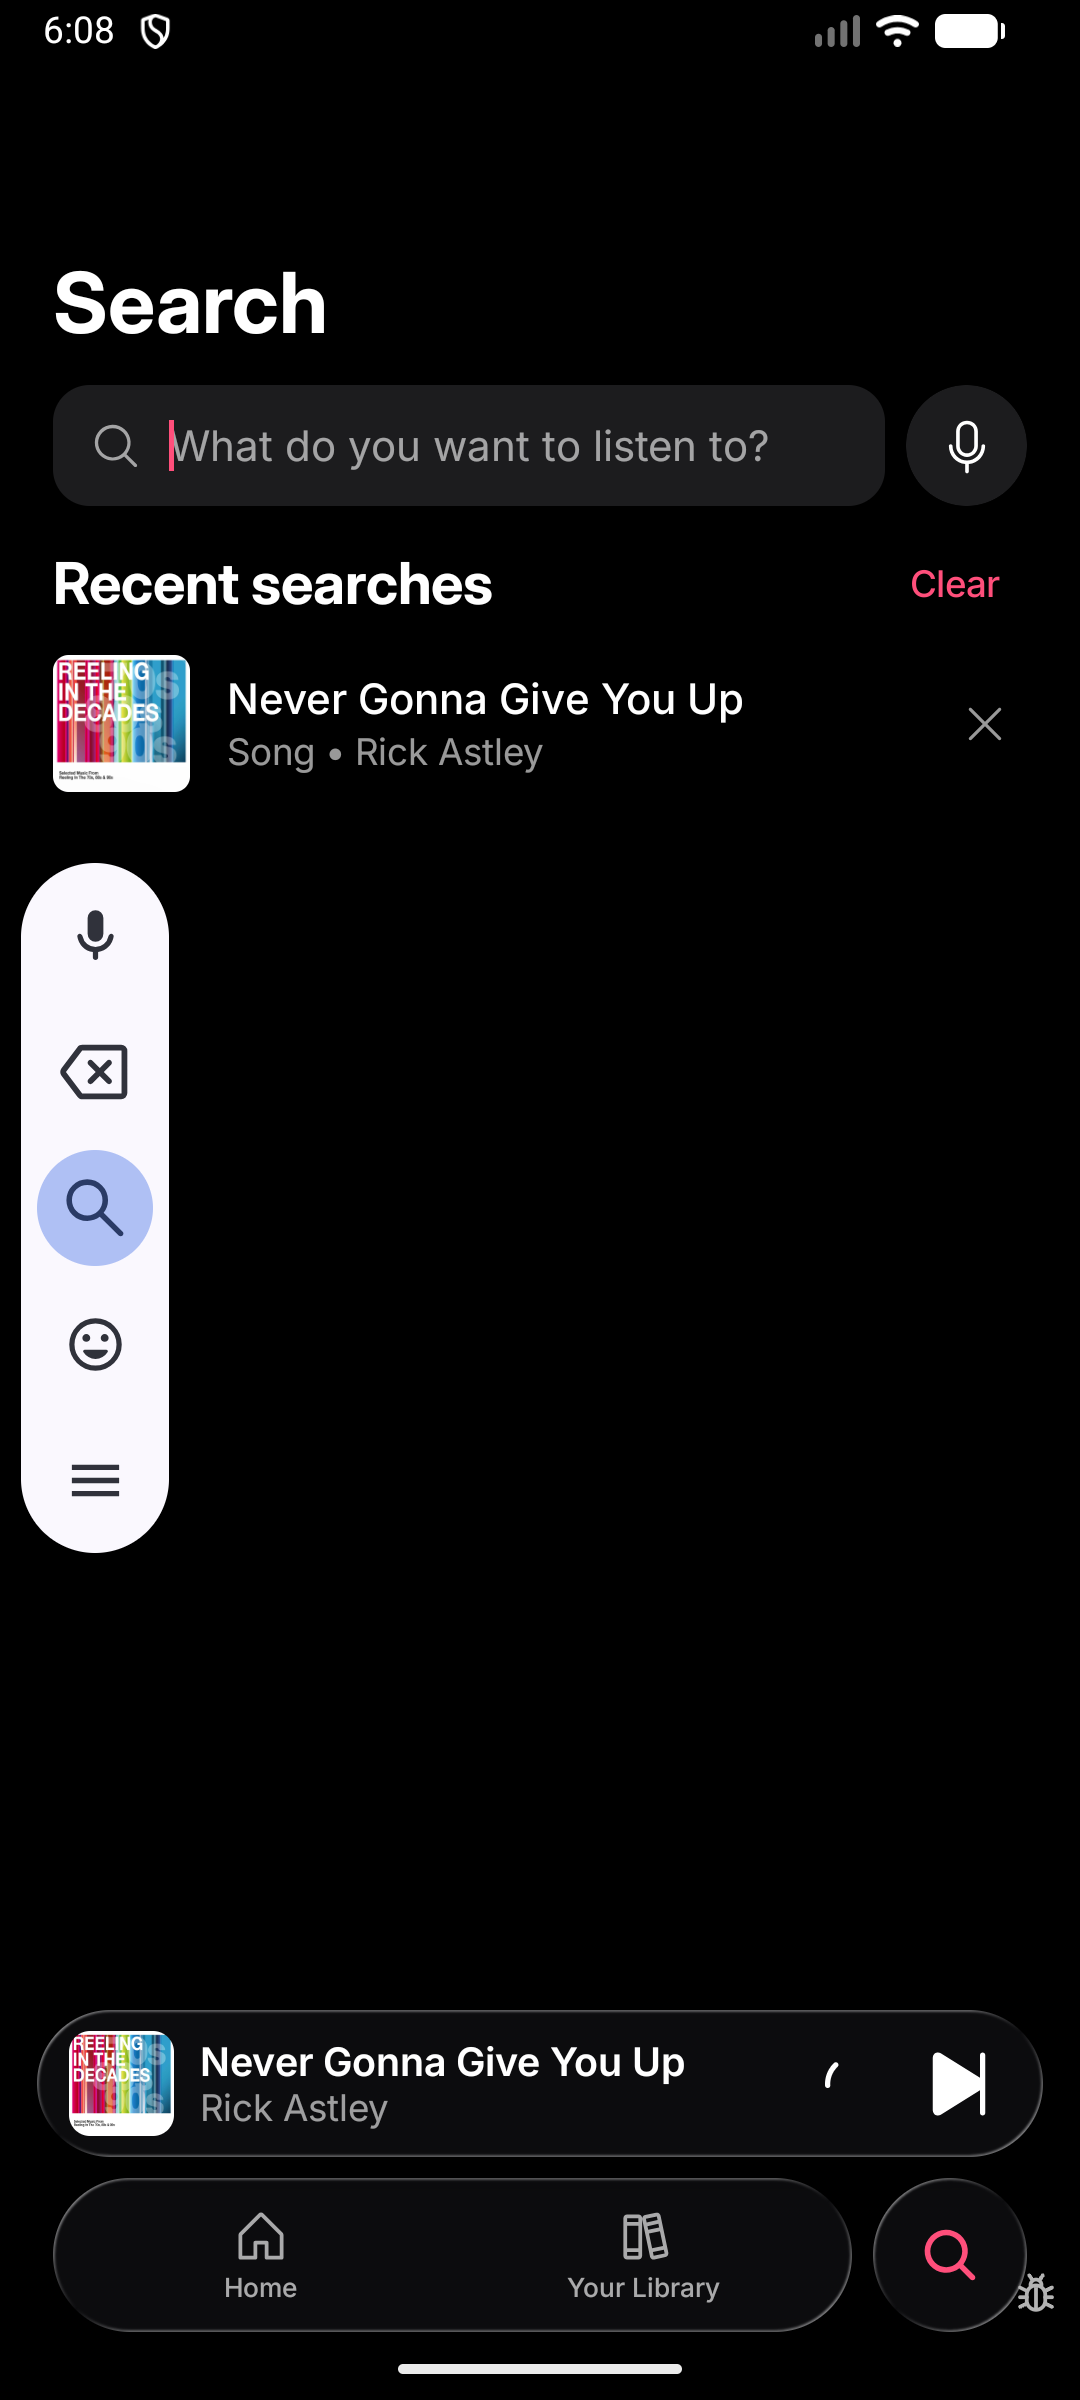 6:08
Search
What do you want to listen to?
Recent searches
Clear
REELING
IN THE
DECADES
Never Gonna Give You Up
Song • Rick Astley
REELING
IN THE
DECADES
Never Gonna Give You Up
Rick Astley
Home
Your Library